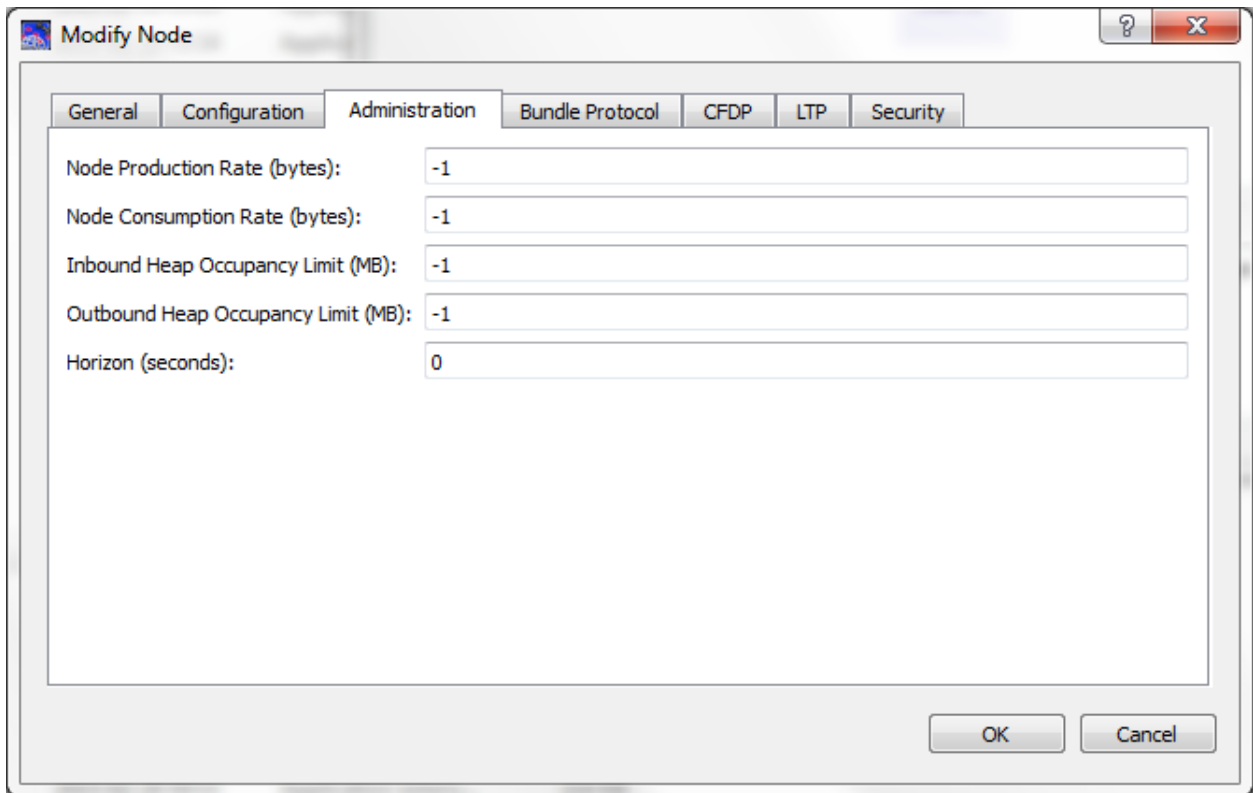 Modify Node
General Configuration Administration Bundle Protocol CFDP LTP Security
Node Production Rate (bytes): -1
Node Consumption Rate (bytes): -1
Inbound Heap Occupancy Limit (MB): -1
Outbound Heap Occupancy Limit (MB): -1
Horizon (seconds): 0
OK Cancel